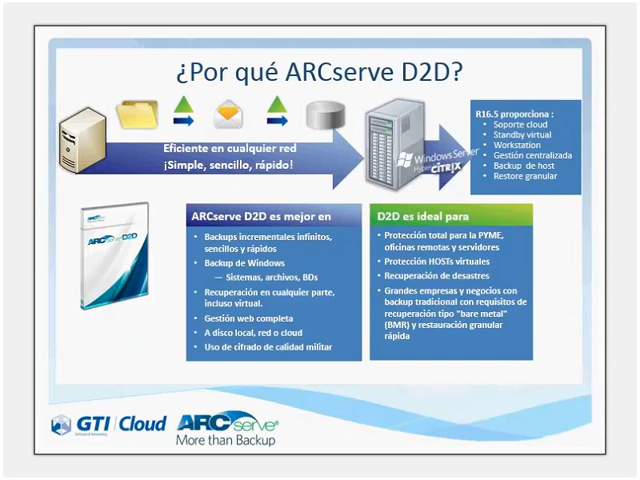 ¿Por qué ARCserve D2D?
Eficiente en cualquier red
¡Simple, sencillo, rápido!
Windows Server
Hyper
CITRIX
R16.5 proporciona :
• Soporte cloud
• Standby virtual
• Workstation
• Gestión centralizada
• Backup de host
• Restore granular
ARCserve D2D
ARCserve D2D es mejor en
• Backups incrementales infinitos,
sencillos y rápidos
• Backup de Windows
— Sistemas, archivos, BDs
• Recuperación en cualquier parte,
incluso virtual.
• Gestión web completa
• A disco local, red o cloud
• Uso de cifrado de calidad militar
D2D es ideal para
• Protección total para la PYME,
oficinas remotas y servidores
• Protección HOSTs virtuales
• Recuperación de desastres
• Grandes empresas y negocios con
backup tradicional con requisitos de
recuperación tipo "bare metal"
(BMR) y restauración granular
rápida
GTI | Cloud
ARCserve®
More than Backup